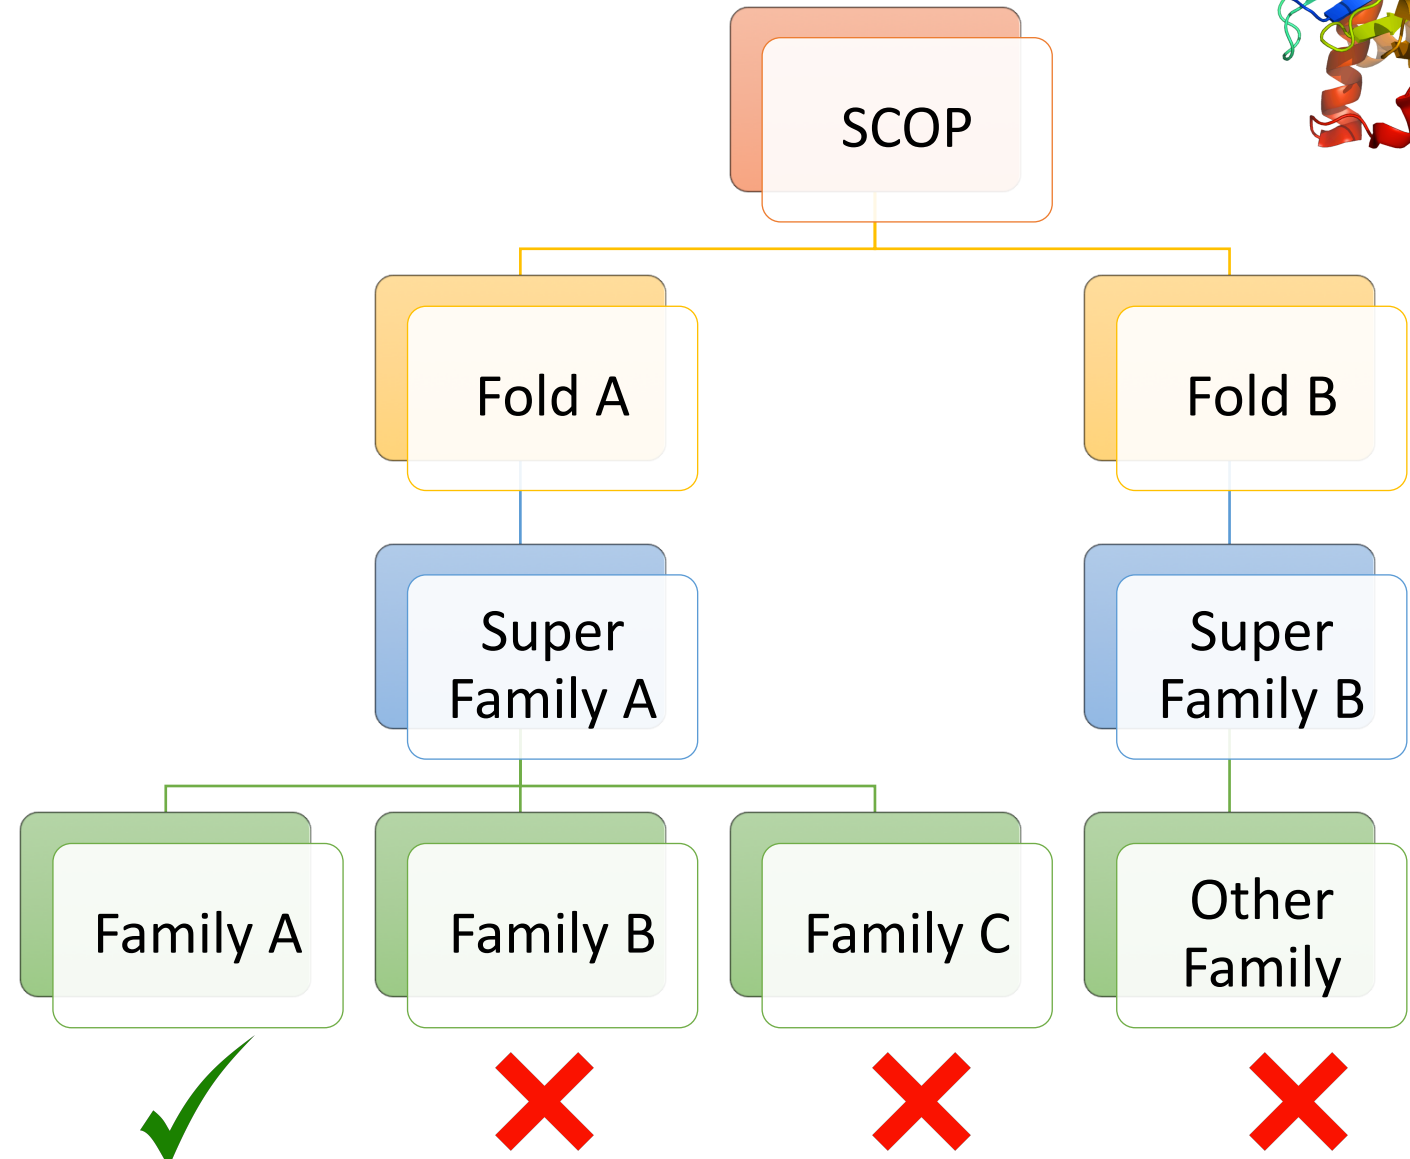 SCOP
Fold A
Fold B
Super
Family A
Super
Family B
Family A
Family B
Family C
Other
Family